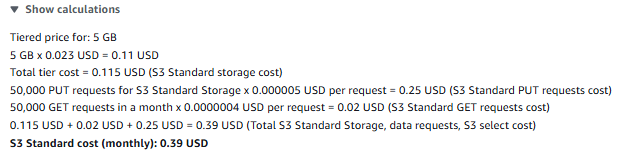 Show calculations
Tiered price for: 5 GB
5 GB x 0.023 USD = 0.11 USD
Total tier cost = 0.115 USD (S3 Standard storage cost)
50,000 PUT requests for S3 Standard Storage x 0.000005 USD per request = 0.25 USD (S3 Standard PUT requests cost)
50,000 GET requests in a month x 0.0000004 USD per request = 0.02 USD (S3 Standard GET requests cost)
0.115 USD + 0.02 USD + 0.25 USD = 0.39 USD (Total S3 Standard Storage, data requests, S3 select cost)
S3 Standard cost (monthly): 0.39 USD